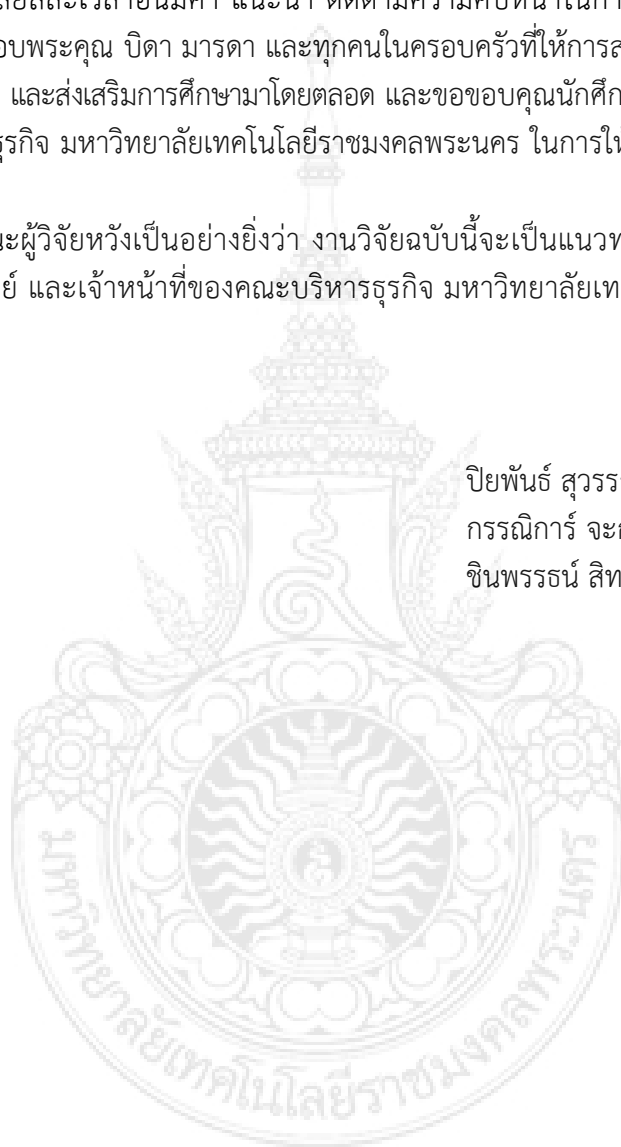 และเวลาอันมีค่า แนะนำ ติดตามความคืบหน้าในกา
อบพระคุณ บิดา มารดา และทุกคนในครอบครัวที่ให้การส
และส่งเสริมการศึกษามาโดยตลอด และขอขอบคุณนักศึก
ธุรกิจ มหาวิทยาลัยเทคโนโลยีราชมงคลพระนคร ในการให้
ณะผู้วิจัยหวังเป็นอย่างยิ่งว่า งานวิจัยฉบับนี้จะเป็นแนวท
ย์ และเจ้าหน้าที่ของคณะบริหารธุรกิจ มหาวิทยาลัยเท
ปิยพันธ์ สุวรร
กรรณิการ์ จะก
ชินพรรธน์ สิท
มหาวิทยาลัยเทคโนโลยีราชมงคลพระนคร